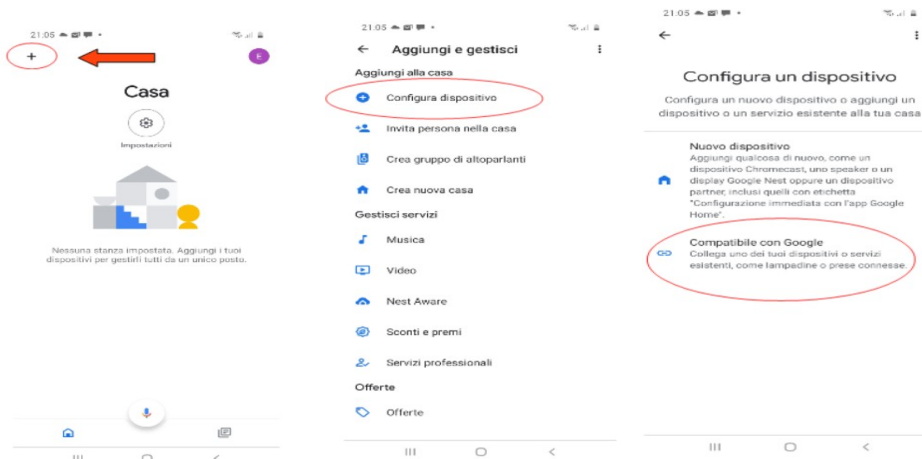 21:05
Casa
Impostazioni
Nessuna stanza impostata. Aggiungi i tuoi
dispositivi per gestirli tutti da un unico posto.
21:05
Aggiungi e gestisci
Aggiungi alla casa
Configura dispositivo
Invita persona nella casa
Crea gruppo di altoparlanti
Crea nuova casa
Gestisci servizi
Musica
Video
Nest Aware
Sconti e premi
Servizi professionali
Offerte
Offerte
21:05
Configura un dispositivo
Configura un nuovo dispositivo o aggiungi un
dispositivo o un servizio esistente alla tua casa
Nuovo dispositivo
Aggiungi qualcosa di nuovo, come un
dispositivo Chromecast, uno speaker o un
display Google Nest oppure un dispositivo
partner, inclusi quelli con etichetta
"Configurazione immediata con l'app Google
Home".
Compatibile con Google
Collega uno dei tuoi dispositivi o servizi
esistenti, come lampadine o prese connesse.